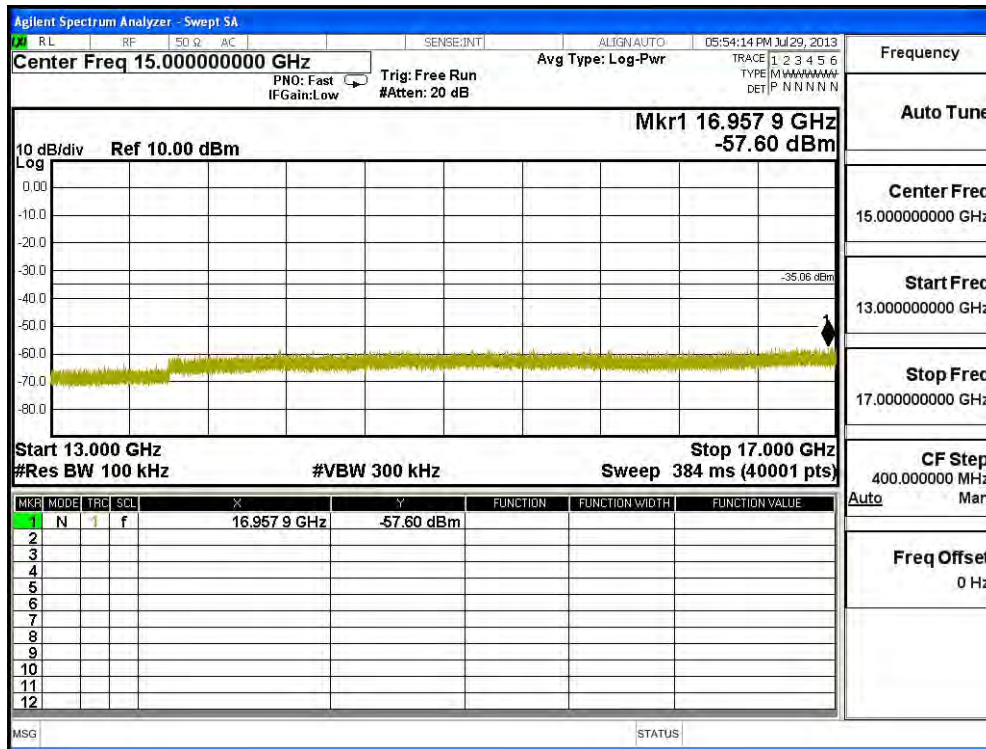 Agilent Spectrum Analyzer - Swept SA
RL RF 50 Ω AC SENSE:INT ALIGN AUTO 05:54:14 PM Jul 29, 2013
Center Freq 15.000000000 GHz
PNO: Fast
IFGain:Low
Trig: Free Run
#Atten: 20 dB
Avg Type: Log-Pwr
TRACE 1 2 3 4 5 6
TYPE M WWWWW
DET P N N N N N
Mkr1 16.957 9 GHz
-57.60 dBm
10 dB/div Ref 10.00 dBm
Log
0.00
-10.0
-20.0
-30.0
-35.06 dBm
-40.0
-50.0
1
-60.0
-70.0
-80.0
Start 13.000 GHz Stop 17.000 GHz
#Res BW 100 kHz #VBW 300 kHz Sweep 384 ms (40001 pts)
MKR MODE TRC SCL X Y FUNCTION FUNCTION WIDTH FUNCTION VALUE
1 N 1 f 16.957 9 GHz -57.60 dBm
2
3
4
5
6
7
8
9
10
11
12
MSG STATUS
Frequency
Auto Tune
Center Freq
15.000000000 GHz
Start Freq
13.000000000 GHz
Stop Freq
17.000000000 GHz
CF Step
400.000000 MHz
Auto Man
Freq Offset
0 Hz